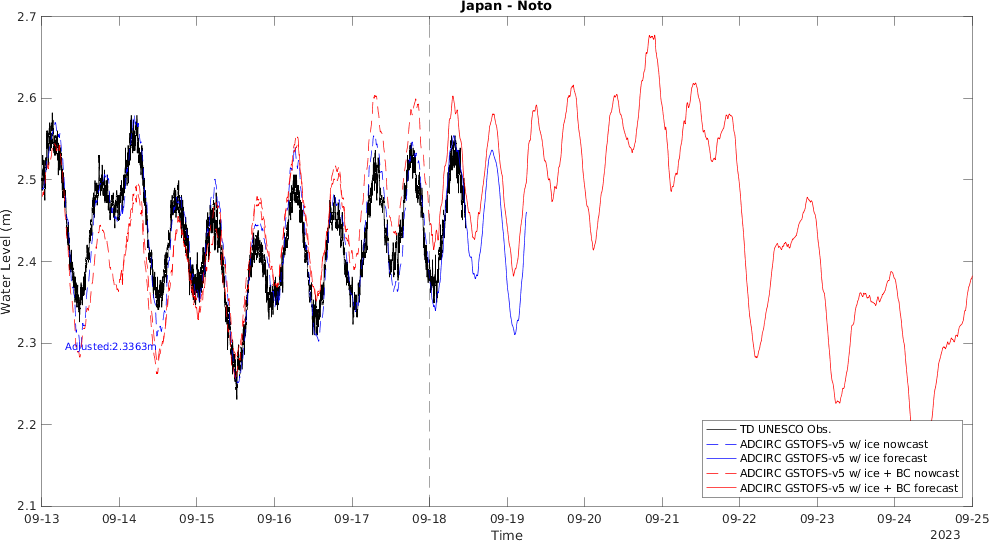 Japan - Noto
2.7
2.6
2.5
2.4
2.3
2.2
2.1
Water Level (m)
Adjusted:2.3363m
TD UNESCO Obs.
ADCIRC GSTOFS-v5 w/ ice nowcast
ADCIRC GSTOFS-v5 w/ ice forecast
ADCIRC GSTOFS-v5 w/ ice + BC nowcast
ADCIRC GSTOFS-v5 w/ ice + BC forecast
09-13 09-14 09-15 09-16 09-17 09-18 09-19 09-20 09-21 09-22 09-23 09-24 09-25
Time
2023